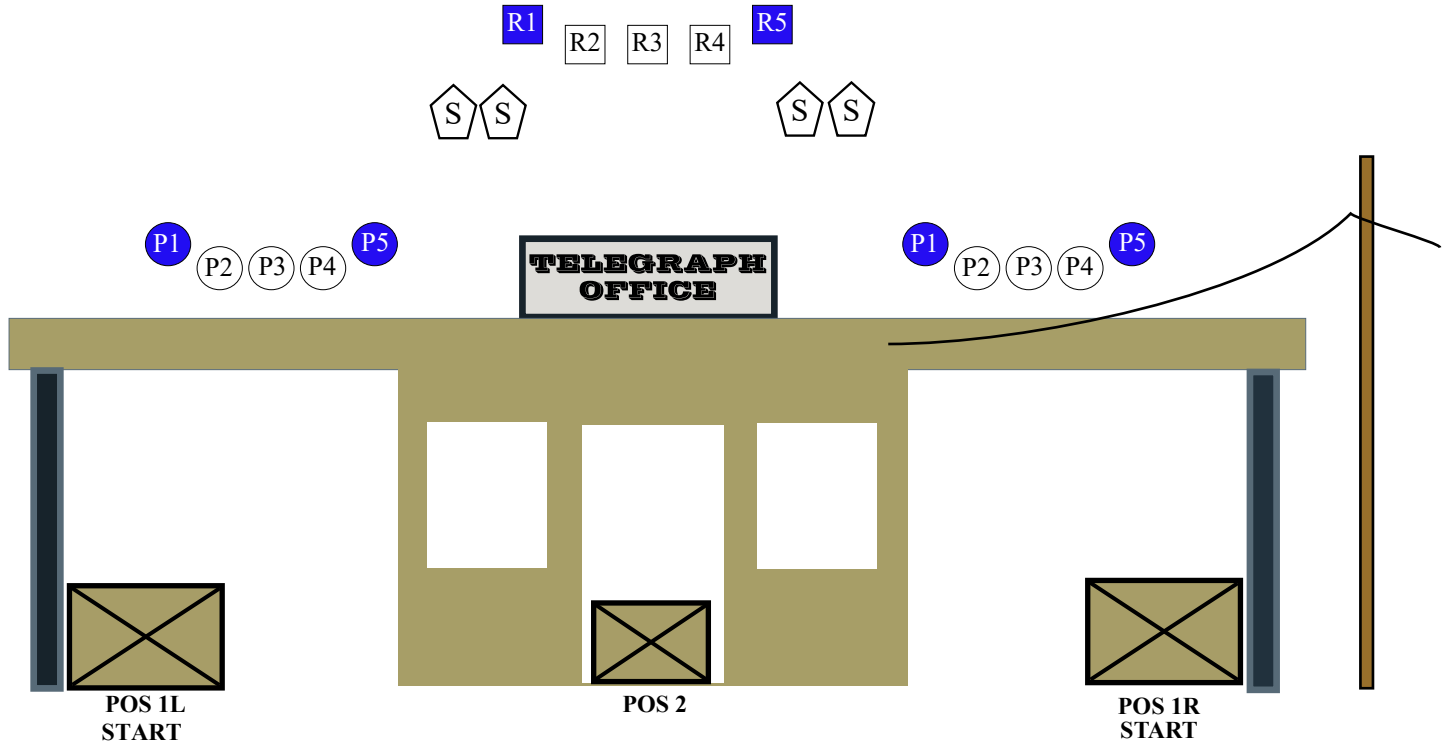 R1 R2 R3 R4 R5
S S S S
P1 P2 P3 P4 P5 P1 P2 P3 P4 P5
TELEGRAPH
OFFICE
POS 1L
START
POS 2
POS 1R
START